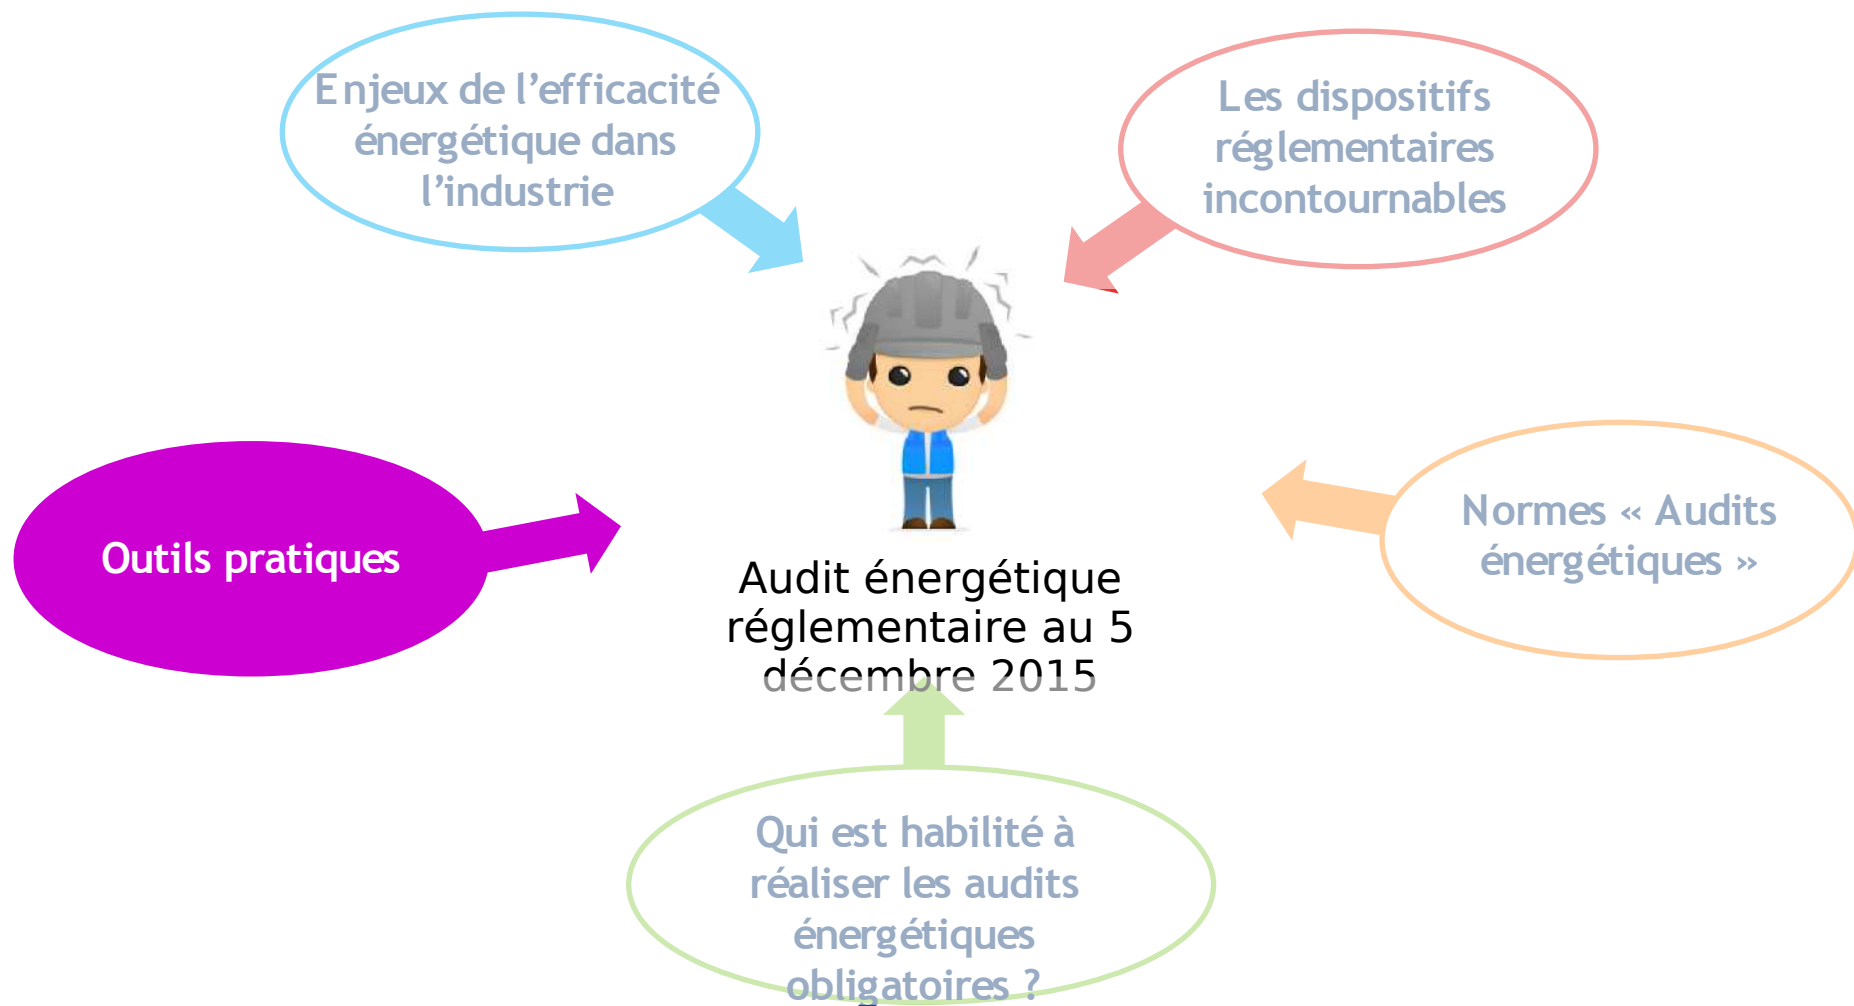 Enjeux de l’efficacité
énergétique dans
l’industrie
Les dispositifs
réglementaires
incontournables
Outils pratiques
Normes « Audits
énergétiques »
Audit énergétique
réglementaire au 5
décembre 2015
Qui est habilité à
réaliser les audits
énergétiques
obligatoires ?